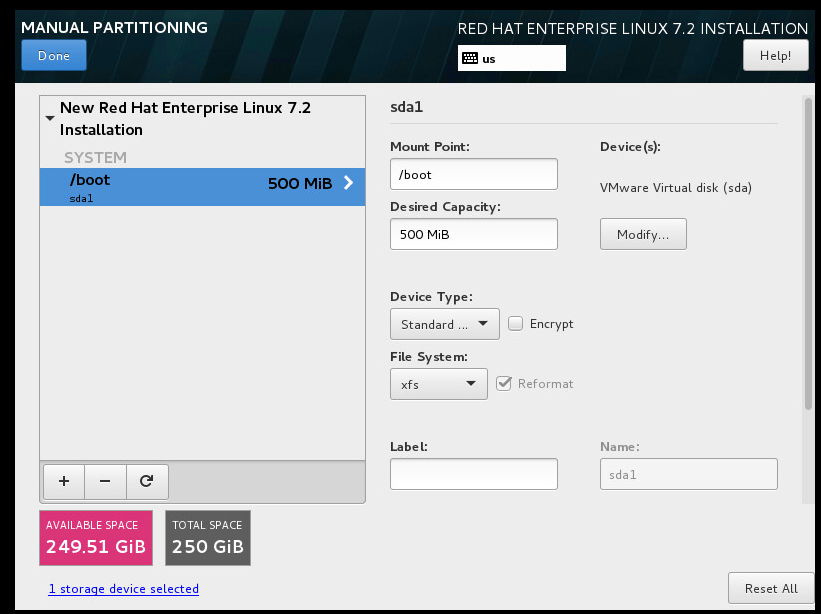 MANUAL PARTITIONING
RED HAT ENTERPRISE LINUX 7.2 INSTALLATION
Done
us
Help!
New Red Hat Enterprise Linux 7.2
Installation
SYSTEM
/boot
500 MiB
sda1
sda1
Mount Point:
Device(s):
/boot
VMware Virtual disk (sda)
Desired Capacity:
500 MiB
Modify...
Device Type:
Standard ...
Encrypt
File System:
xfs
Reformat
Label:
Name:
sda1
AVAILABLE SPACE
249.51 GiB
TOTAL SPACE
250 GiB
1 storage device selected
Reset All